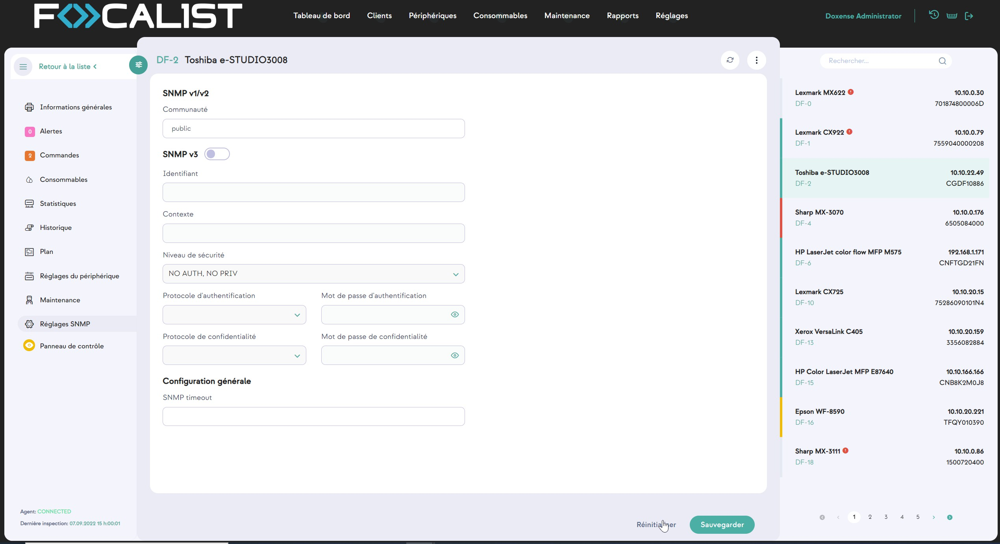 FOCALIST
Tableau de bord
Clients
Périphériques
Consommables
Maintenance
Rapports
Réglages
Doxense Administrator
Retour à la liste <
Informations générales
0 Alertes
2 Commandes
Consommables
Statistiques
Historique
Plan
Réglages du périphérique
Maintenance
Réglages SNMP
Panneau de contrôle
Agent: CONNECTED
Dernière inspection: 07.09.2022 15 h:00:01
DF-2 Toshiba e-STUDIO3008
SNMP v1/v2
Communauté
public
SNMP v3
Identifiant
Contexte
Niveau de sécurité
NO AUTH, NO PRIV
Protocole d'authentification
Mot de passe d'authentification
Protocole de confidentialité
Mot de passe de confidentialité
Configuration générale
SNMP timeout
Réinitialiser
Sauvegarder
Rechercher...
Lexmark MX622 10.10.0.30
DF-0 701874800006D
Lexmark CX922 10.10.0.79
DF-1 7559040000208
Toshiba e-STUDIO3008 10.10.22.49
DF-2 CGDF10886
Sharp MX-3070 10.10.0.176
DF-4 6505084000
HP LaserJet color flow MFP M575 192.168.1.171
DF-6 CNFTGD21FN
Lexmark CX725 10.10.20.15
DF-10 75286090101N4
Xerox VersaLink C405 10.10.20.159
DF-13 3356082884
HP Color LaserJet MFP E87640 10.10.166.166
DF-15 CNB8K2M0J8
Epson WF-8590 10.10.20.221
DF-16 TFQY010390
Sharp MX-3111 10.10.0.86
DF-18 1500720400
1 2 3 4 5